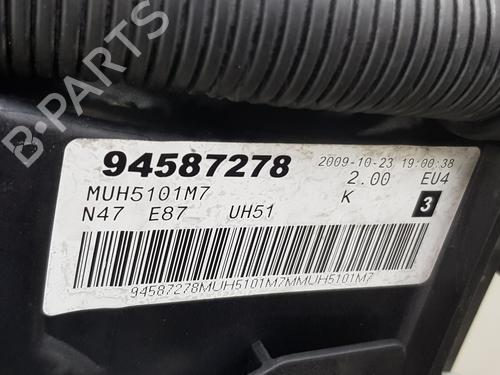 94587278 2009-10-23 19:00:38
MUH5101M7 2.00 EU4
N47 E87 UH51 K 3
94587278MUH5101M7MMUH5101M7
B-PARTS